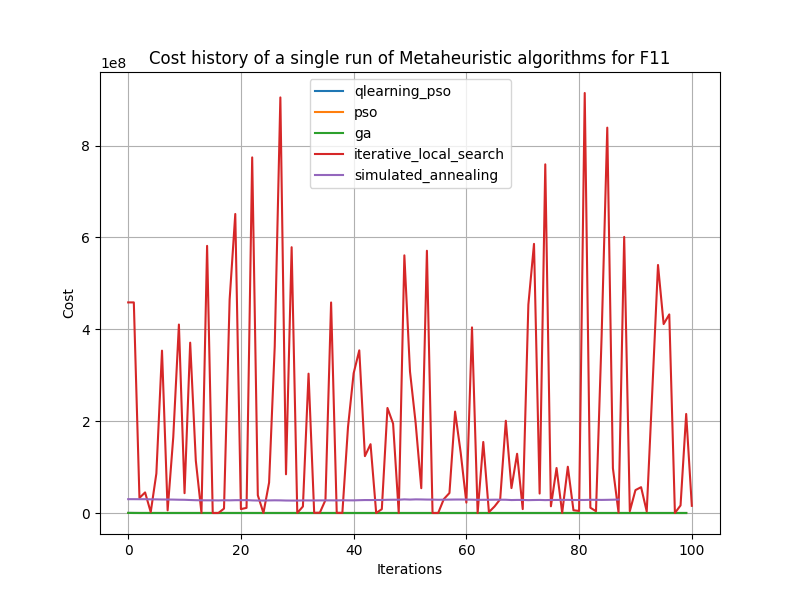 Cost history of a single run of Metaheuristic algorithms for F11
1e8
qlearning_pso
pso
ga
iterative_local_search
simulated_annealing
8
6
4
2
0
Cost
0 20 40 60 80 100
Iterations